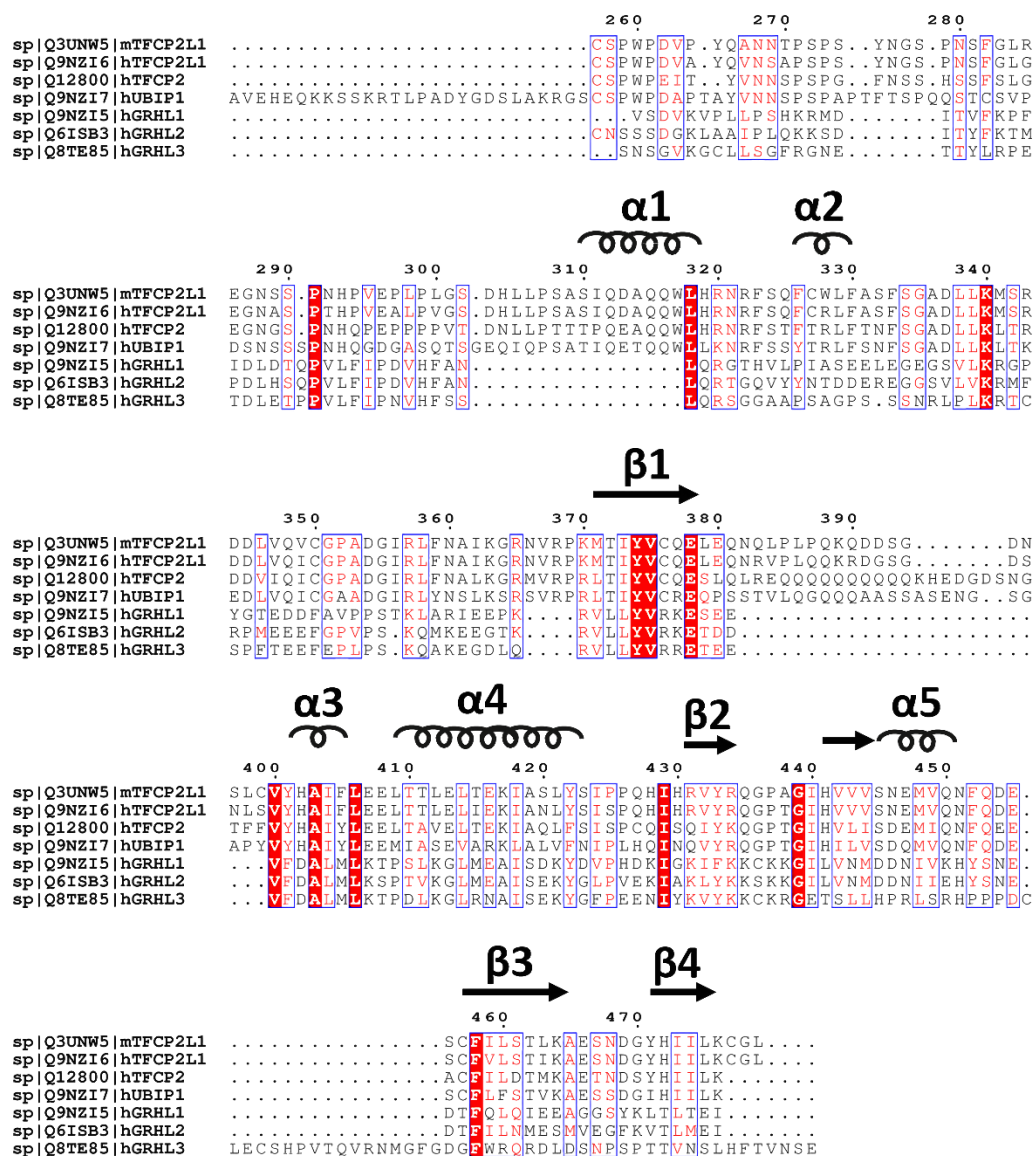 260 270 280
sp|Q3UNW5|mTFCP2L1 ...........................CSPWPDVP.YQANNTPSPS..YNGS.PNSFGLR
sp|Q9NZI6|hTFCP2L1 ...........................CSPWPDVA.YQVNSAPSPS..YNGS.PNSFGLG
sp|Q12800|hTFCP2 ...........................CSPWPEIT.YVNNSPSPG..FNSS.HSSFSLG
sp|Q9NZI7|hUBIP1 AVEHEQKKSSKRTLPADYGDSLAKRGSCSPWPDAPTAYVNNSPSPAPTFTSPQQSTCSVP
sp|Q9NZI5|hGRHL1 .............................VSDVKVPLLPSHKRMD......ITVFKPF
sp|Q6ISB3|hGRHL2 ...........................CNSSSDGKLAAIPLQKKSD......ITYFKTM
sp|Q8TE85|hGRHL3 .............................SNSGVKGCLLSGFRGNE.......TTYLRPE
α1 α2
290 300 310 320 330 340
sp|Q3UNW5|mTFCP2L1 EGNSS.PNHPVEPLPLGS.DHLLPSASIQDAQQWLHRNRFSQFCWLFASFSGADLLKMSR
sp|Q9NZI6|hTFCP2L1 EGNAS.PTHPVEALPPVGS.DHLLPSASIQDAQQWLHRNRFSQFCRLFASFSGADLLKMSR
sp|Q12800|hTFCP2 EGNGS.PNHQPEPPPPVT.DNLLPTTTPQEAQQWLHRNRFSTFTRLFTNFSGADLLKLTR
sp|Q9NZI7|hUBIP1 DSNSSSPNHQGDGASQTSGEQIQPSATIQETQQWLLKNRFSSYTRLFSNFSGADLLKLTK
sp|Q9NZI5|hGRHL1 IDLDTQPVLFIPDVHFAN...............LQRGTHVLPIASEELEGEGSVLKRGP
sp|Q6ISB3|hGRHL2 PDLHSQPVLFIPDVHFAN...............LQRTGQVYYNTDDEREGGSVLVKRMF
sp|Q8TE85|hGRHL3 TDLETPPVLFIPNVHFSS...............LQRSGGAAPSAGPS.SSNRLPLKRTC
β1
350 360 370 380 390
sp|Q3UNW5|mTFCP2L1 DDLVQVCGPADGIRLFNAIKGRNVRPKMTIYVCQELEQNQLPLPQKQDDSG.......DN
sp|Q9NZI6|hTFCP2L1 DDLVQICGPADGIRLFNAIKGRNVRPKMTIYVCQELEQNRVPLQQKRDGSG.......DS
sp|Q12800|hTFCP2 DDVIQICGPADGIRLFNALKGRMVRPRLTIYVCQESLQLREQQQQQQQQQQKHEDGDSNG
sp|Q9NZI7|hUBIP1 EDLVQICGAADGIRLYNSLKSRSVRPRLTIYVCREQPSSTVLQGQQQAASSASENG..SG
sp|Q9NZI5|hGRHL1 YGTEDDFAVPPSTKLARIEEPK....RVLLYVRKESEE......................
sp|Q6ISB3|hGRHL2 RPMEEEFGPVPS.KQMKEEGTK....RVLLYVRKETDD......................
sp|Q8TE85|hGRHL3 SPFTEEFEPLPS.KQAKEGDLQ....RVLLYVRRETEE......................
α3 α4 β2 α5
400 410 420 430 440 450
sp|Q3UNW5|mTFCP2L1 SLCVYHAIFLEELTTLELTEKIASLYSIPPQHIHRVYRQGPAGIHVVVSNEMVQNFQDE.
sp|Q9NZI6|hTFCP2L1 NLSVYHAIFLEELTTLELIEKIANLYSISPQHIHRVYRQGPTGIHVVVSNEMVQNFQDE.
sp|Q12800|hTFCP2 TFFVYHAIYLEELTAVELTEKIAQLFSISPCQISQIYKQGPTGIHVLISDEMIQNFQEE.
sp|Q9NZI7|hUBIP1 APYVYHAIYLEEMIASEVARKLALVFNIPLHQINQVYRQGPTGIHILVSDQMVQNFQDE.
sp|Q9NZI5|hGRHL1 ...VFDALMLKTPSLKGLMEAISDKYDVPHDKIGKIFKKCKKGILVNMDDNIVKHYSNE.
sp|Q6ISB3|hGRHL2 ...VFDALMLKSPTVKGLMEAISEKYGLPVEKIAKLYKKSKKGILVNMDDNIIEHYSNE.
sp|Q8TE85|hGRHL3 ...VFDALMLKTPDLKGLRNAISEKYGFPEENIYKVYKKCKRGETSLLHPRLSRHPPPDC
β3 β4
460 470
sp|Q3UNW5|mTFCP2L1 ................SCFILSTLKAESNDGYHIILKCGL....
sp|Q9NZI6|hTFCP2L1 ................SCFVLSTIKAESNDGYHIILKCGL....
sp|Q12800|hTFCP2 ................ACFILDTMKAETNDSYHIILK.......
sp|Q9NZI7|hUBIP1 ................SCFLFSTVKAESSDGIHIILK.......
sp|Q9NZI5|hGRHL1 ................DTFQLQIEEAGGSYKLTLTEI.......
sp|Q6ISB3|hGRHL2 ................DTFILNMESMVEGFKVTLMEI.......
sp|Q8TE85|hGRHL3 LECSHPVTQVRNMGFGDGFWRQRDLDSNPSPTTVNSLHFTVNSE